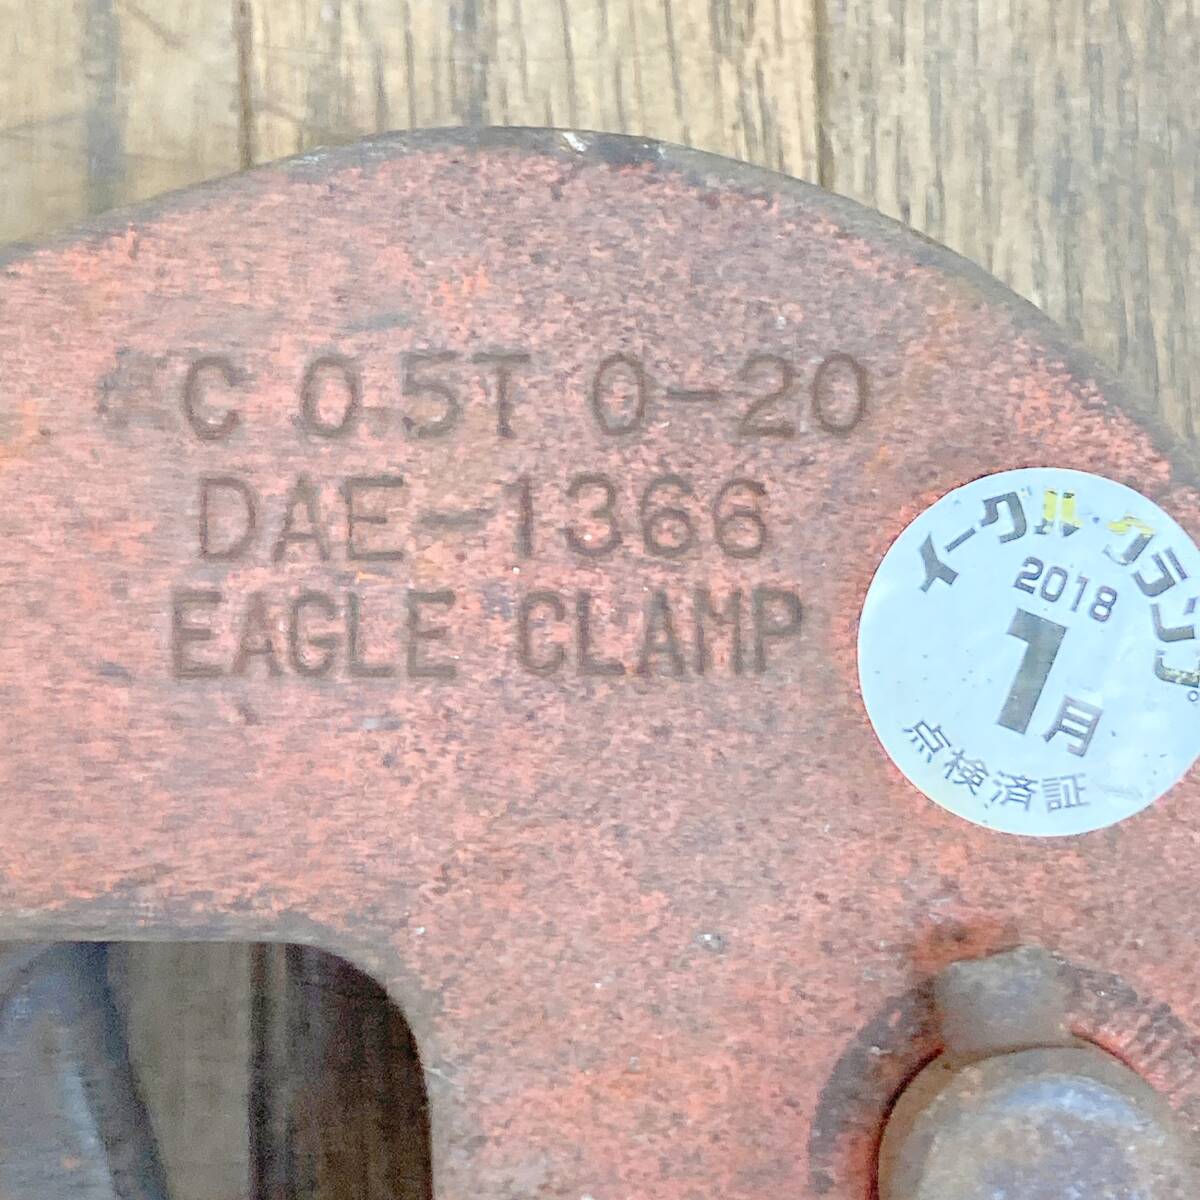 C 0.5T 0-20
DAE-1366
EAGLE CLAMP
イーグル・クランプ。
2018
1月
点検済証